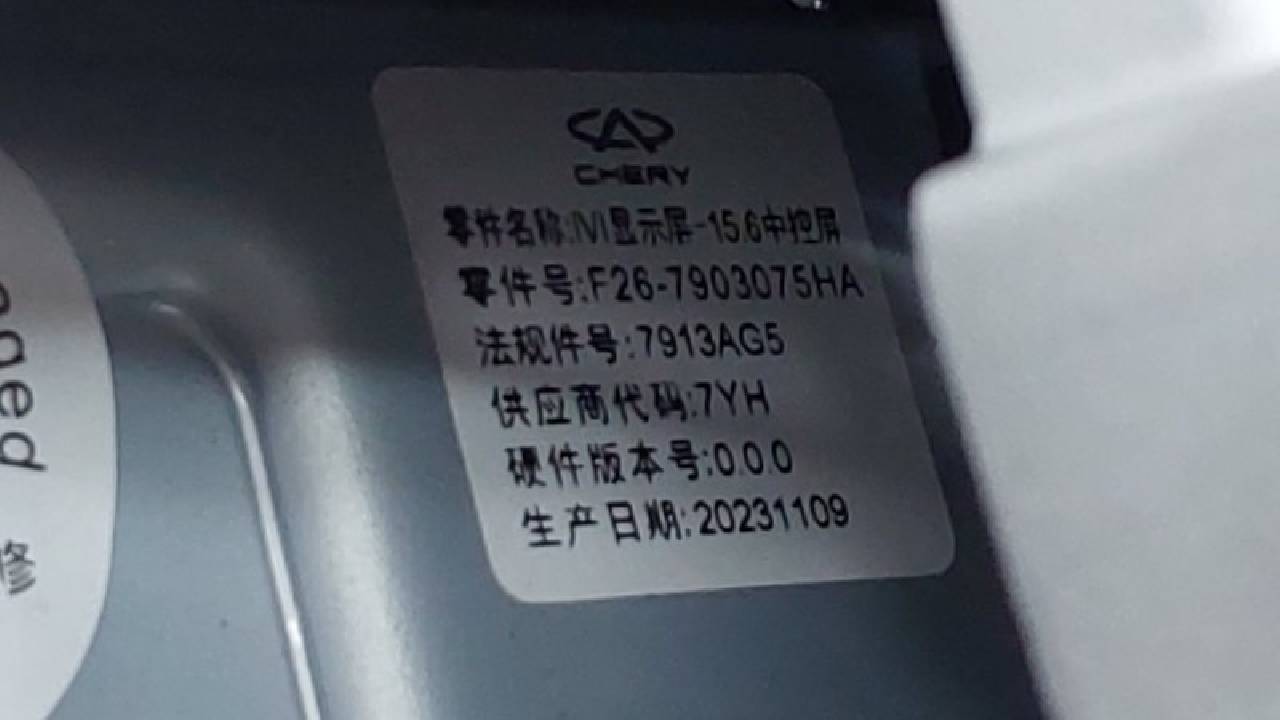 CHERY
零件名称:IVI显示屏-15.6中控屏
零件号:F26-7903075HA
法规件号:7913AG5
供应商代码:7YH
硬件版本号:0.0.0
生产日期:20231109